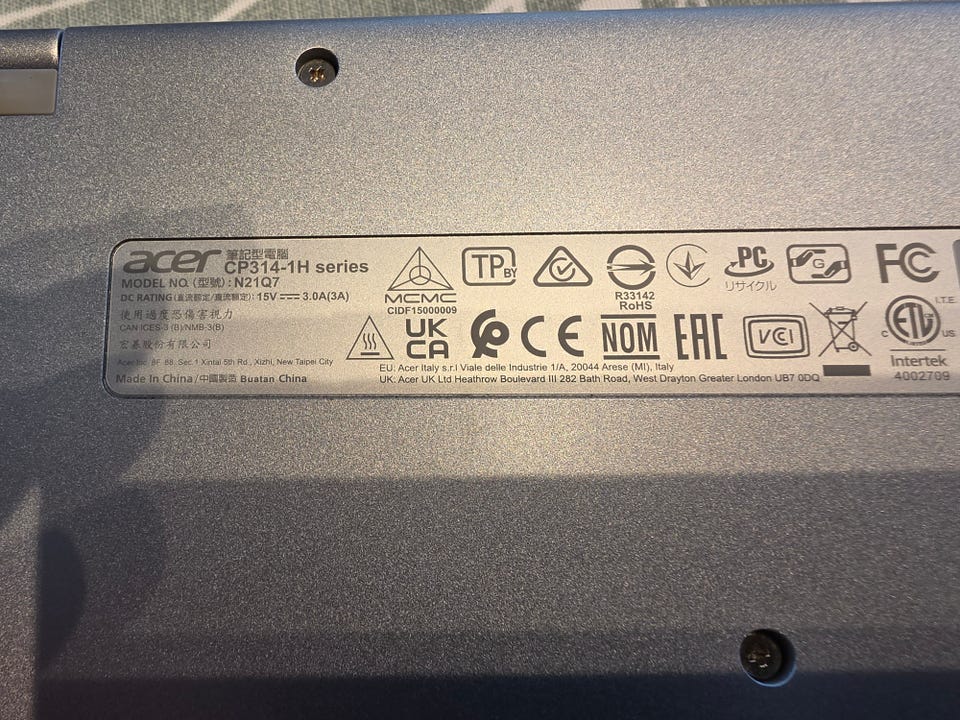 acer 筆記型電腦
CP314-1H series
MODEL NO. (型號) : N21Q7
DC RATING (直流額定/直流额定): 15V ⎓ 3.0A(3A)
使用過度恐傷害視力
CAN ICES-3 (B)/NMB-3(B)
宏碁股份有限公司
Acer Inc. 8F 88, Sec.1 Xintai 5th Rd., Xizhi, New Taipei City
Made In China / 中國製造 Buatan China
MCMC
CIDF15000009
TP BY
R33142
RoHS
PC
リサイクル
G
FC
UK
CA
CE
NOM
EAC
VCI
C ETL CM US
I.T.E.
Intertek
4002709
EU: Acer Italy s.r.l Viale delle Industrie 1/A, 20044 Arese (MI), Italy
UK: Acer UK Ltd Heathrow Boulevard III 282 Bath Road, West Drayton Greater London UB7 0DQ